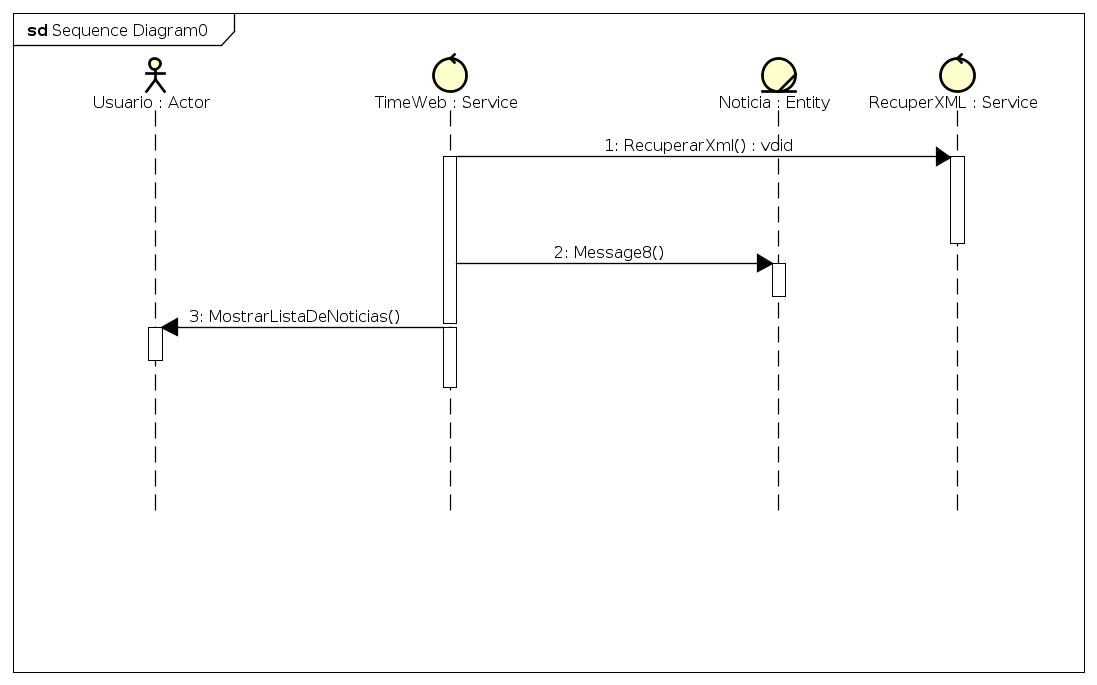 sd Sequence Diagram0
Usuario : Actor
TimeWeb : Service
Noticia : Entity
RecuperXML : Service
1: RecuperarXml() : void
2: Message8()
3: MostrarListaDeNoticias()